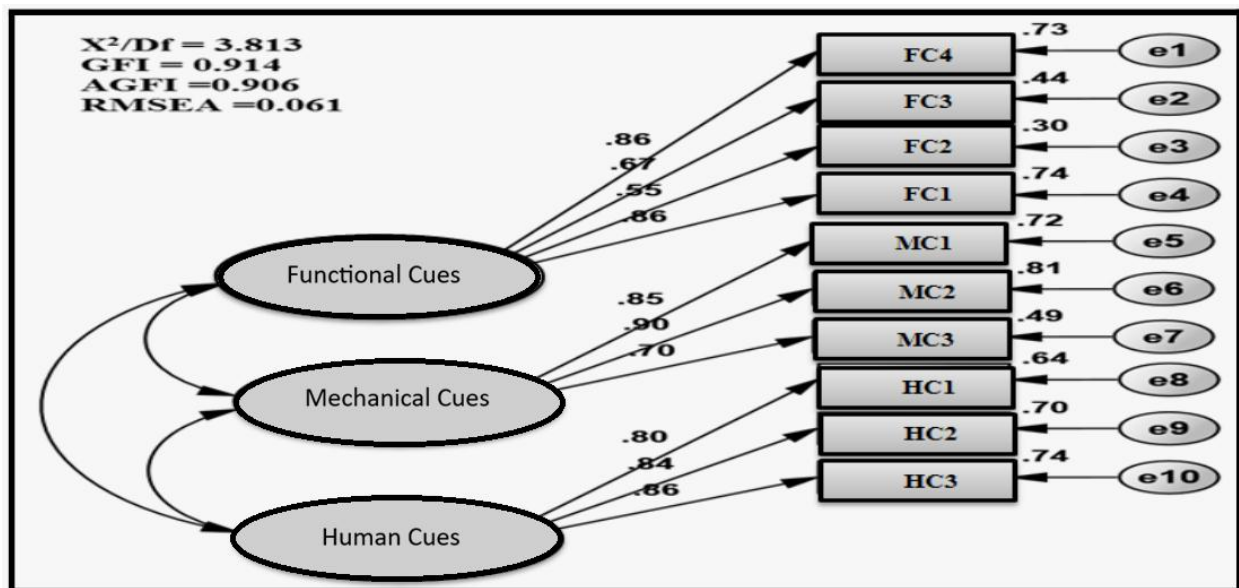 X²/Df = 3.813
GFI = 0.914
AGFI =0.906
RMSEA =0.061
.86
.67
.55
.86
FC4
.73
e1
FC3
.44
e2
FC2
.30
e3
FC1
.74
e4
Functional Cues
.85
.90
.70
MC1
.72
e5
MC2
.81
e6
MC3
.49
e7
Mechanical Cues
.80
.84
.86
HC1
.64
e8
HC2
.70
e9
HC3
.74
e10
Human Cues